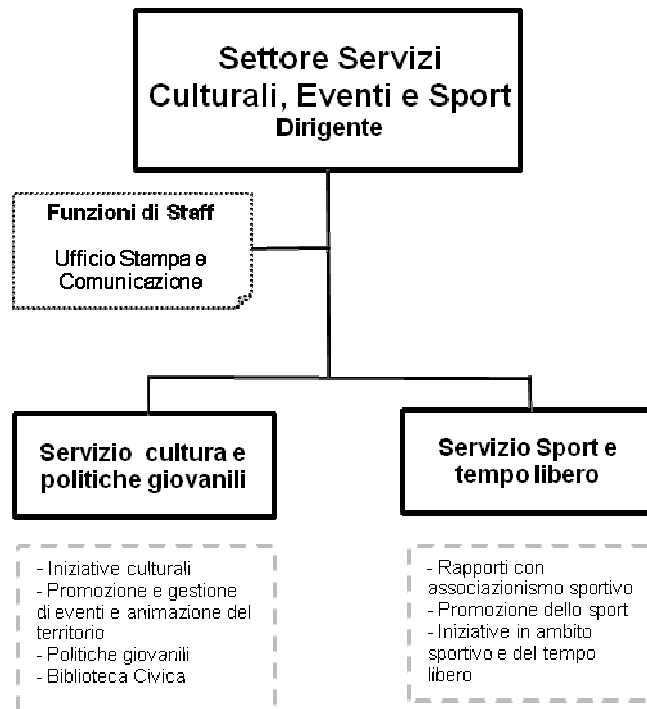 Settore Servizi
Culturali, Eventi e Sport
Dirigente
Funzioni di Staff
Ufficio Stampa e
Comunicazione
Servizio cultura e
politiche giovanili
- Iniziative culturali
- Promozione e gestione
di eventi e animazione del
territorio
- Politiche giovanili
- Biblioteca Civica
Servizio Sport e
tempo libero
- Rapporti con
associazionismo sportivo
- Promozione dello sport
- Iniziative in ambito
sportivo e del tempo
libero